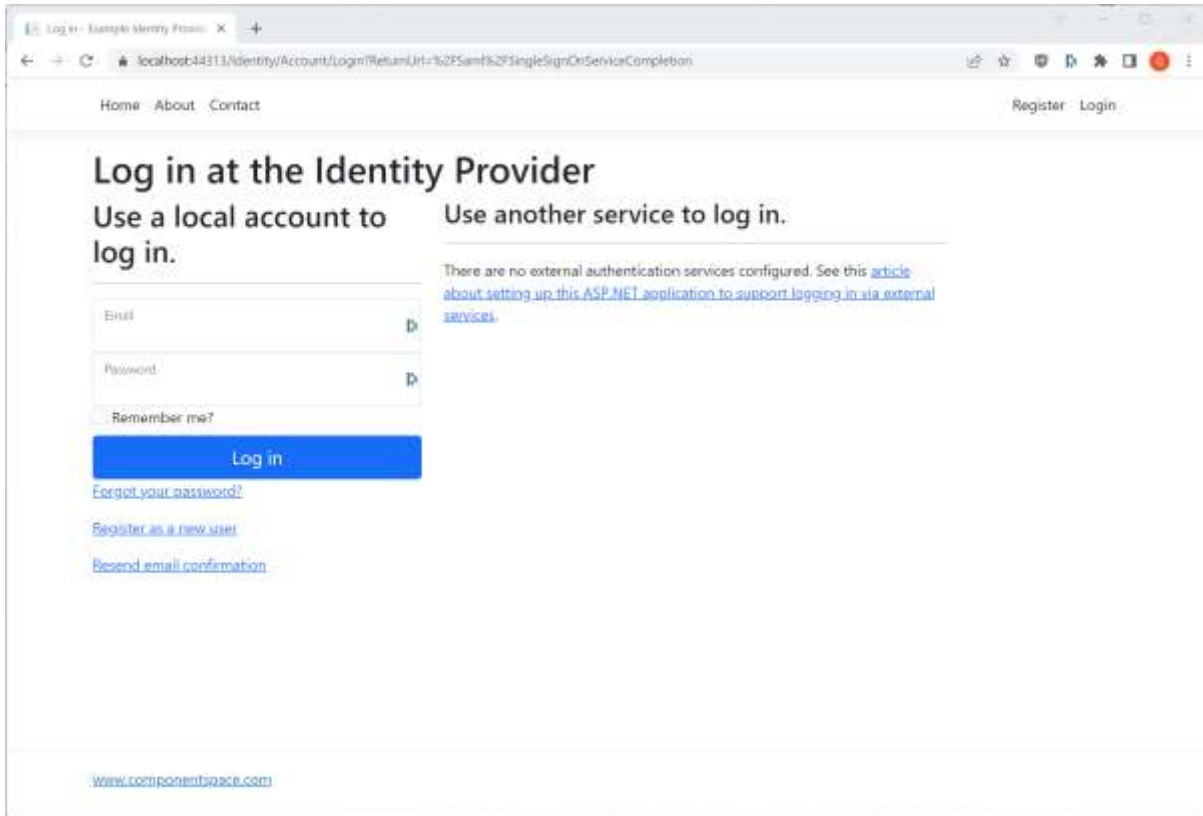 Log in - Example Identity Provid
localhost:44313/Identity/Account/Login?ReturnUrl=%2FSaml%2FSingleSignOnServiceCompletion
Home About Contact
Register Login
Log in at the Identity Provider
Use a local account to
log in.
Email
Password
Remember me?
Log in
Forgot your password?
Register as a new user
Resend email confirmation
Use another service to log in.
There are no external authentication services configured. See this article
about setting up this ASP.NET application to support logging in via external
services.
www.componentspace.com